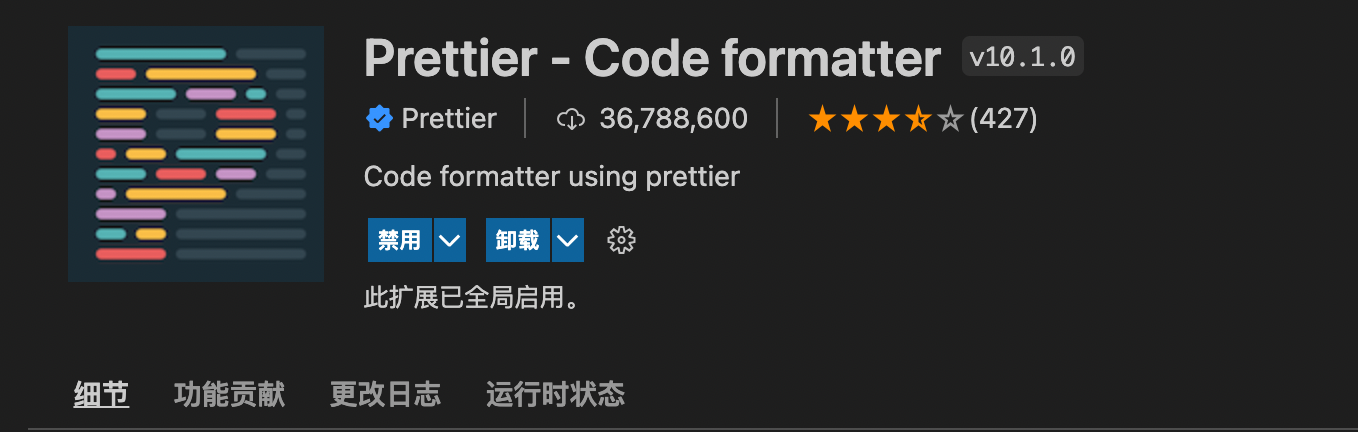 Prettier - Code formatter v10.1.0
Prettier 36,788,600 (427)
Code formatter using prettier
禁用 卸载
此扩展已全局启用。
细节 功能贡献 更改日志 运行时状态